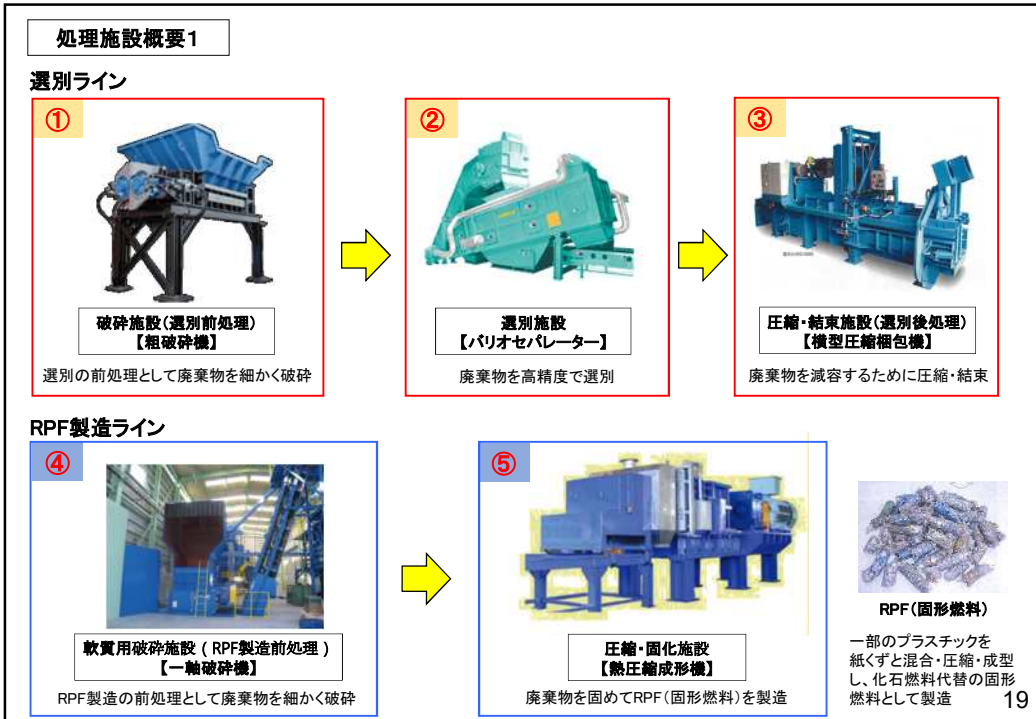 処理施設概要1
選別ライン
①
②
③
破砕施設(選別前処理)
【粗破砕機】
選別施設
【バリオセパレーター】
圧縮・結束施設(選別後処理)
【横型圧縮梱包機】
選別の前処理として廃棄物を細かく破砕
廃棄物を高精度で選別
廃棄物を減容するために圧縮・結束
RPF製造ライン
④
⑤
軟質用破砕施設 ( RPF製造前処理 )
【一軸破砕機】
圧縮・固化施設
【熱圧縮成形機】
RPF製造の前処理として廃棄物を細かく破砕
廃棄物を固めてRPF(固形燃料)を製造
RPF(固形燃料)
一部のプラスチックを
紙くずと混合・圧縮・成型
し、化石燃料代替の固形
燃料として製造
19